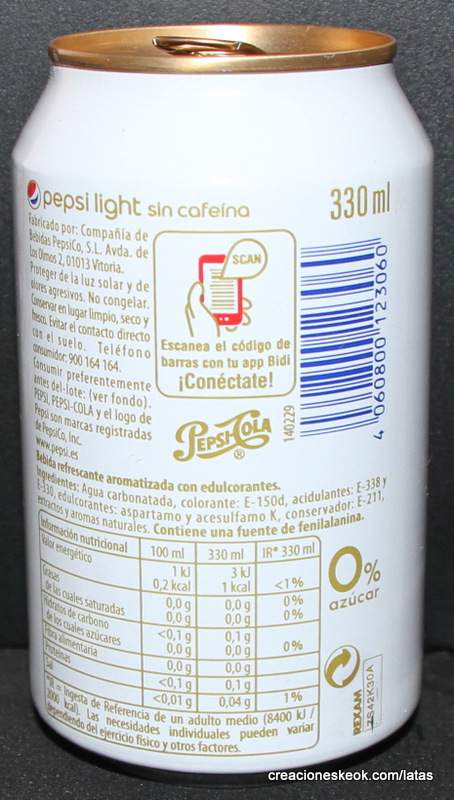 pepsi light sin cafeína
330 ml
Fabricado por: Compañía de
Bebidas PepsiCo, S.L. Avda. de
Los Olmos 2, 01013 Vitoria.
Proteger de la luz solar y de
olores agresivos. No congelar.
Conservar en lugar limpio, seco y
fresco. Evitar el contacto directo
con el suelo. Teléfono
consumidor: 900 164 164.
Consumir preferentemente
antes del-lote: (ver fondo).
PEPSI, PEPSI-COLA y el logo de
Pepsi son marcas registradas
de PepsiCo, Inc.
www.pepsi.es
SCAN
Escanea el código de
barras con tu app Bidi
¡Conéctate!
PEPSI-COLA
®
140229
4 060800 123060
Bebida refrescante aromatizada con edulcorantes.
Ingredientes: Agua carbonatada, colorante: E-150d, acidulantes: E-338 y
E-330, edulcorantes: aspartamo y acesulfamo K, conservador: E-211,
extractos y aromas naturales. Contiene una fuente de fenilalanina.
Información nutricional 100 ml 330 ml IR* 330 ml
Valor energético 1 kJ 3 kJ
0,2 kcal 1 kcal <1%
Grasas 0,0 g 0,0 g 0%
de las cuales saturadas 0,0 g 0,0 g 0%
Hidratos de carbono <0,1 g 0,1 g
de los cuales azúcares 0,0 g 0,0 g 0%
Fibra alimentaria 0,0 g 0,0 g
Proteínas <0,1 g 0,1 g
Sal <0,01 g 0,04 g 1%
*IR = Ingesta de Referencia de un adulto medio (8400 kJ /
2000 kcal). Las necesidades individuales pueden variar
dependiendo del ejercicio físico y otros factores.
0%
azúcar
REXAM
creacioneskeok.com/latas